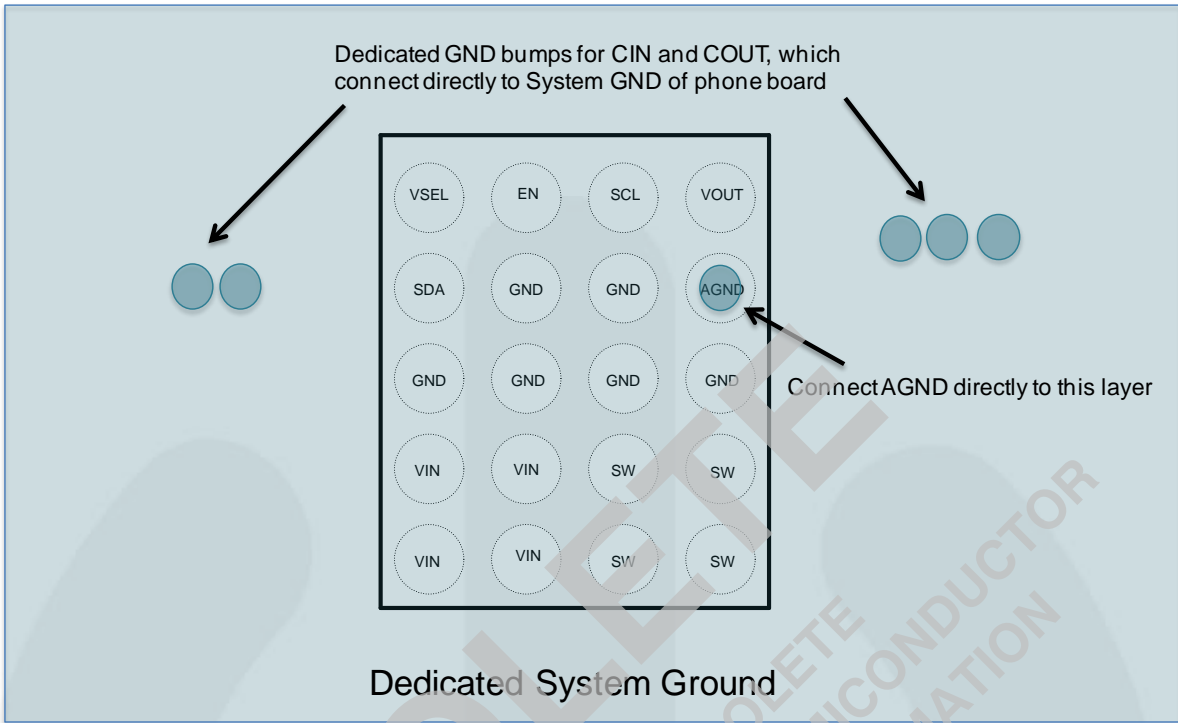 Dedicated GND bumps for CIN and COUT, which
connect directly to System GND of phone board
VSEL EN SCL VOUT
SDA GND GND AGND
GND GND GND GND
Connect AGND directly to this layer
VIN VIN SW SW
VIN VIN SW SW
Dedicated System Ground